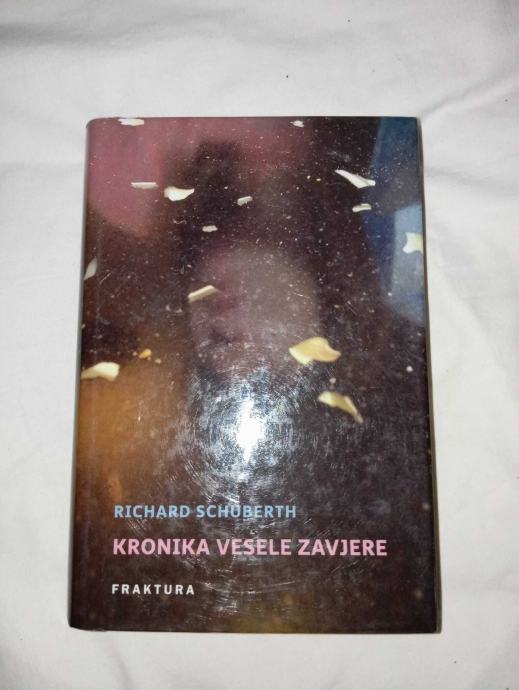 RICHARD SCHUBERTH
KRONIKA VESELE ZAVJERE
FRAKTURA